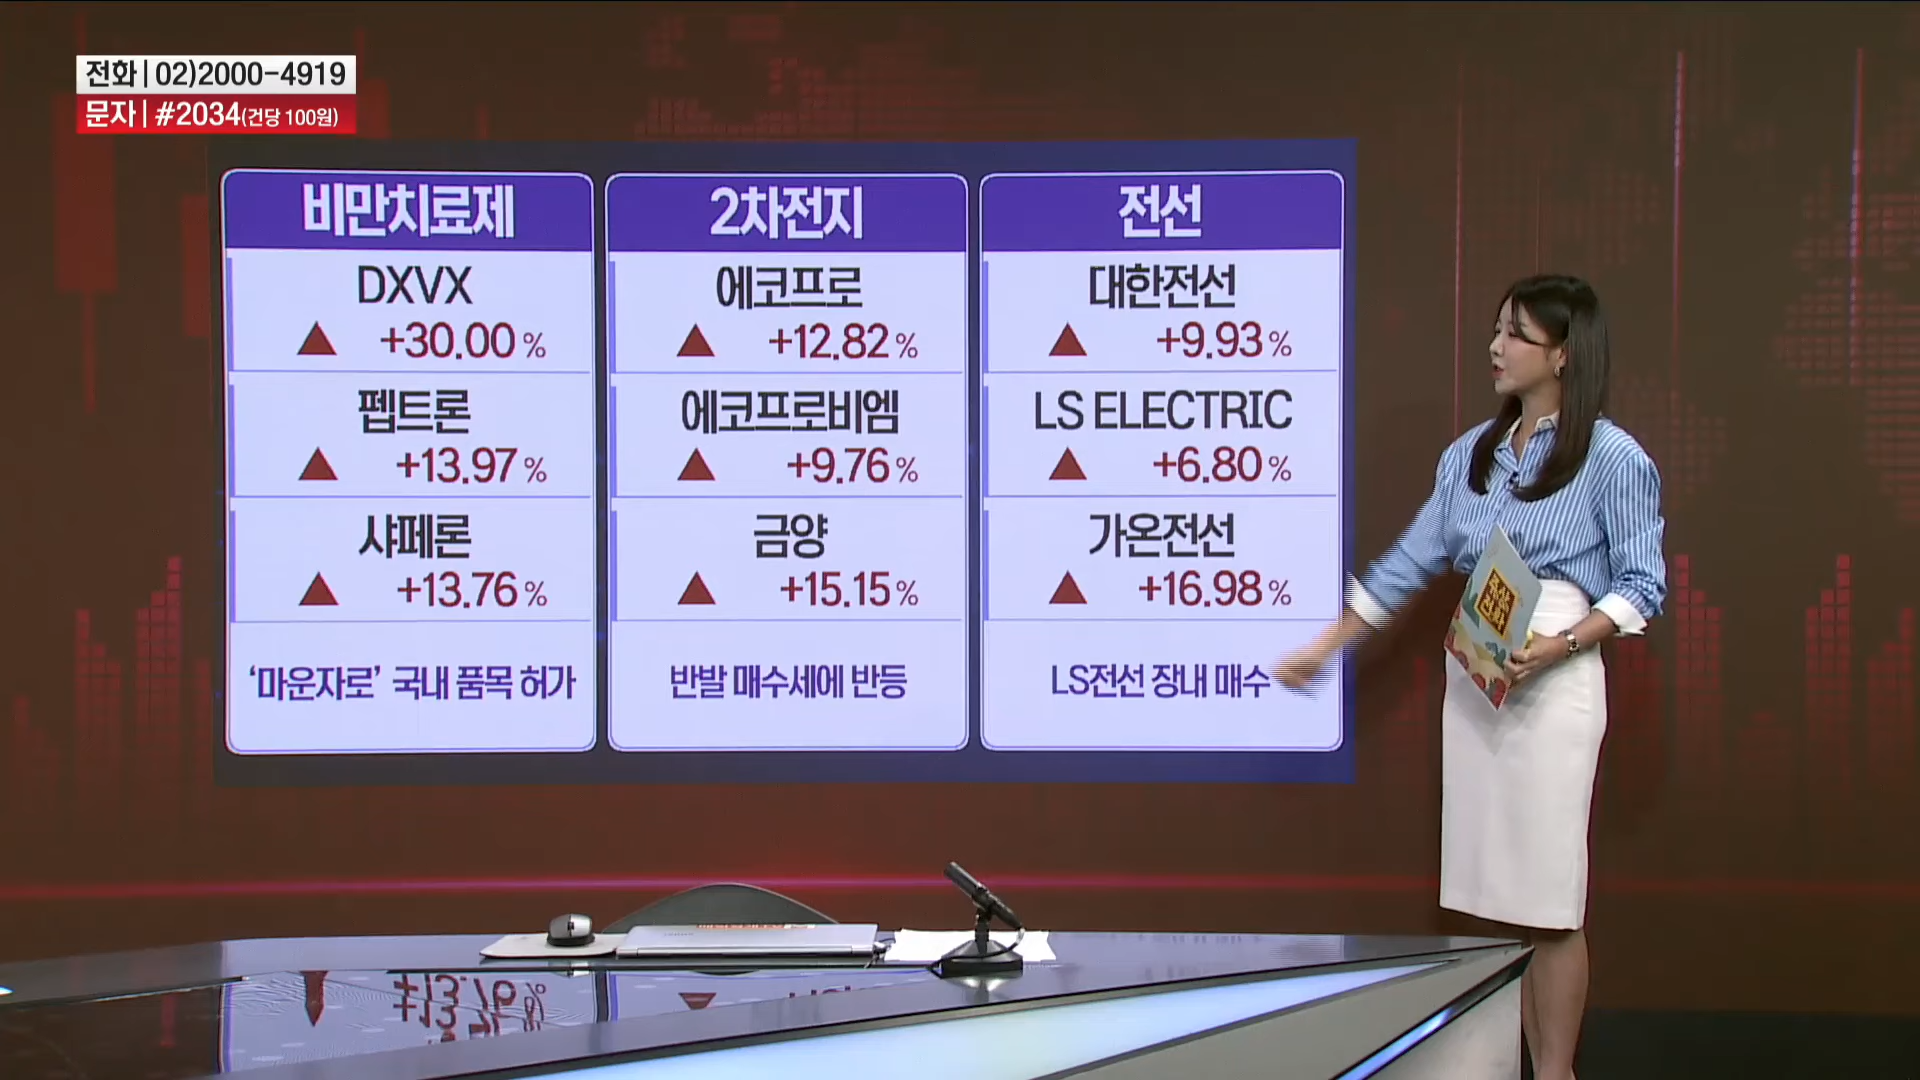 전화 | 02)2000-4919
문자 | #2034(건당 100원)
비만치료제
DXVX
▲ +30.00%
펩트론
▲ +13.97%
샤페론
▲ +13.76%
‘마운자로’ 국내 품목 허가
2차전지
에코프로
▲ +12.82%
에코프로비엠
▲ +9.76%
금양
▲ +15.15%
반발 매수세에 반등
전선
대한전선
▲ +9.93%
LS ELECTRIC
▲ +6.80%
가온전선
▲ +16.98%
LS전선 장내 매수
+13.76%